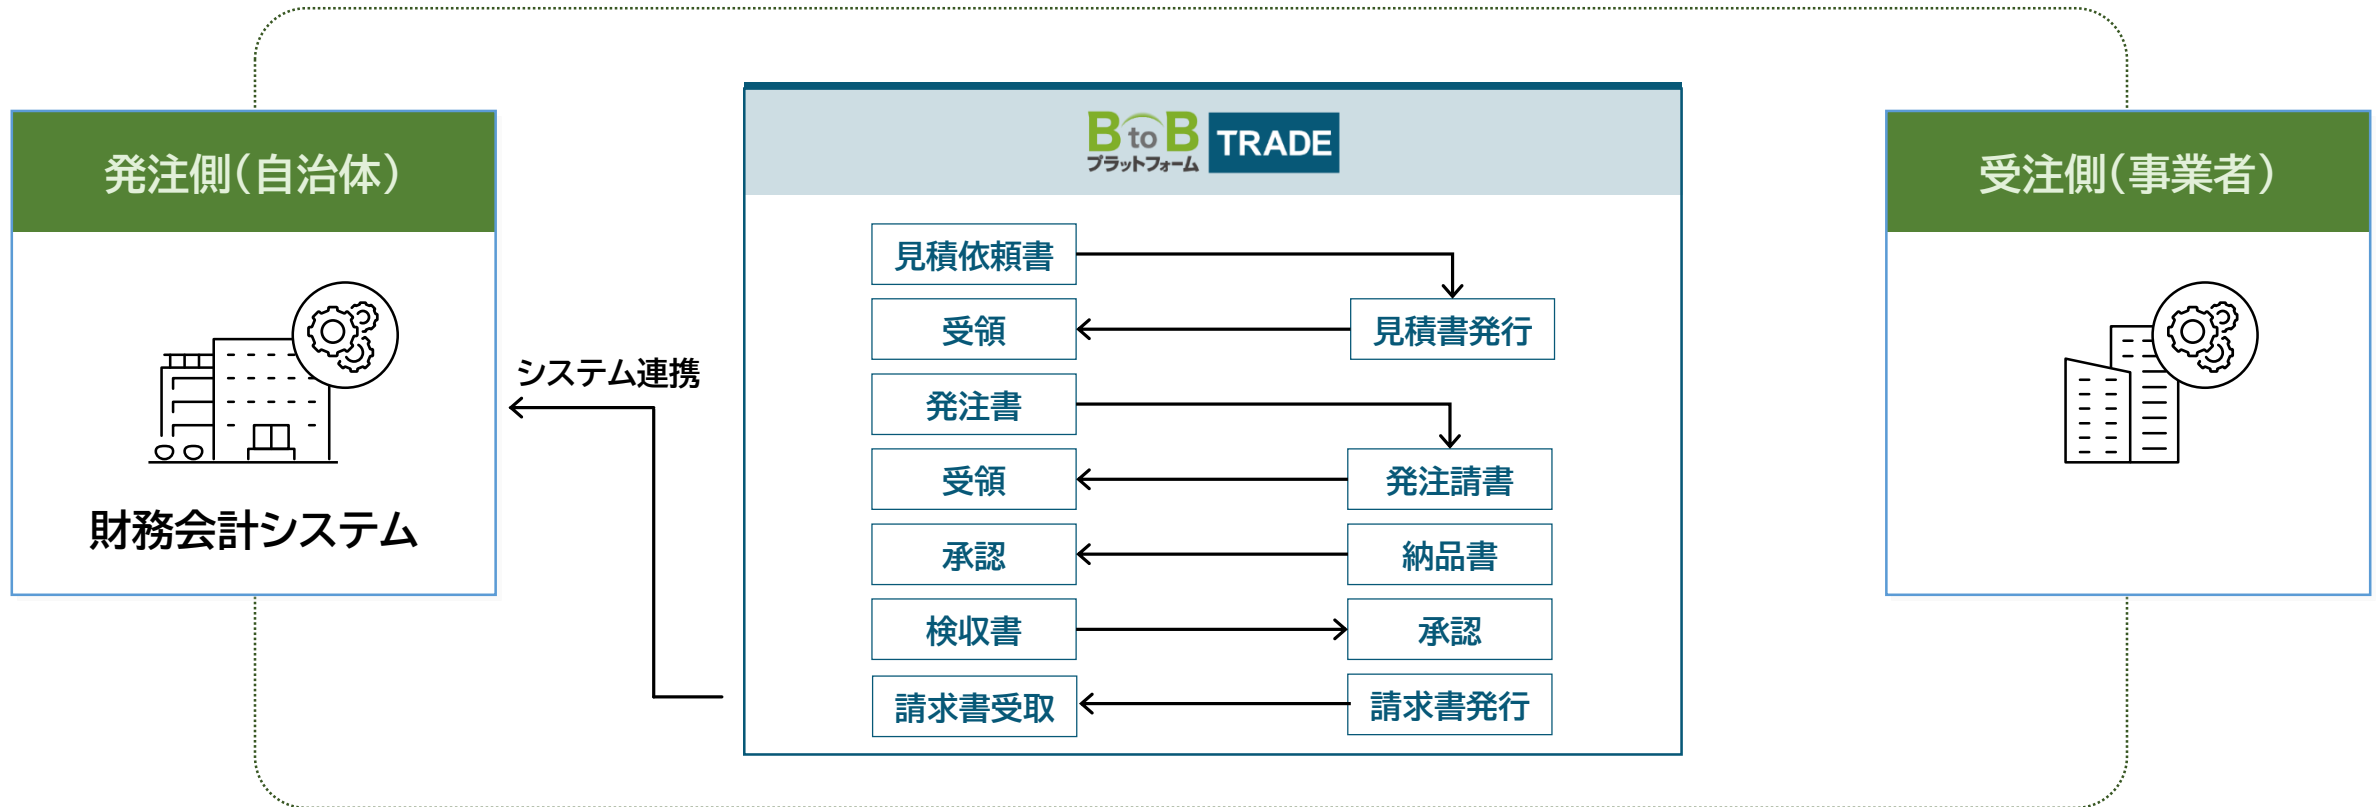 発注側(自治体)
財務会計システム
システム連携
BtoB
プラットフォーム
TRADE
見積依頼書
受領
見積書発行
発注書
受領
発注請書
承認
納品書
検収書
承認
請求書受取
請求書発行
受注側(事業者)